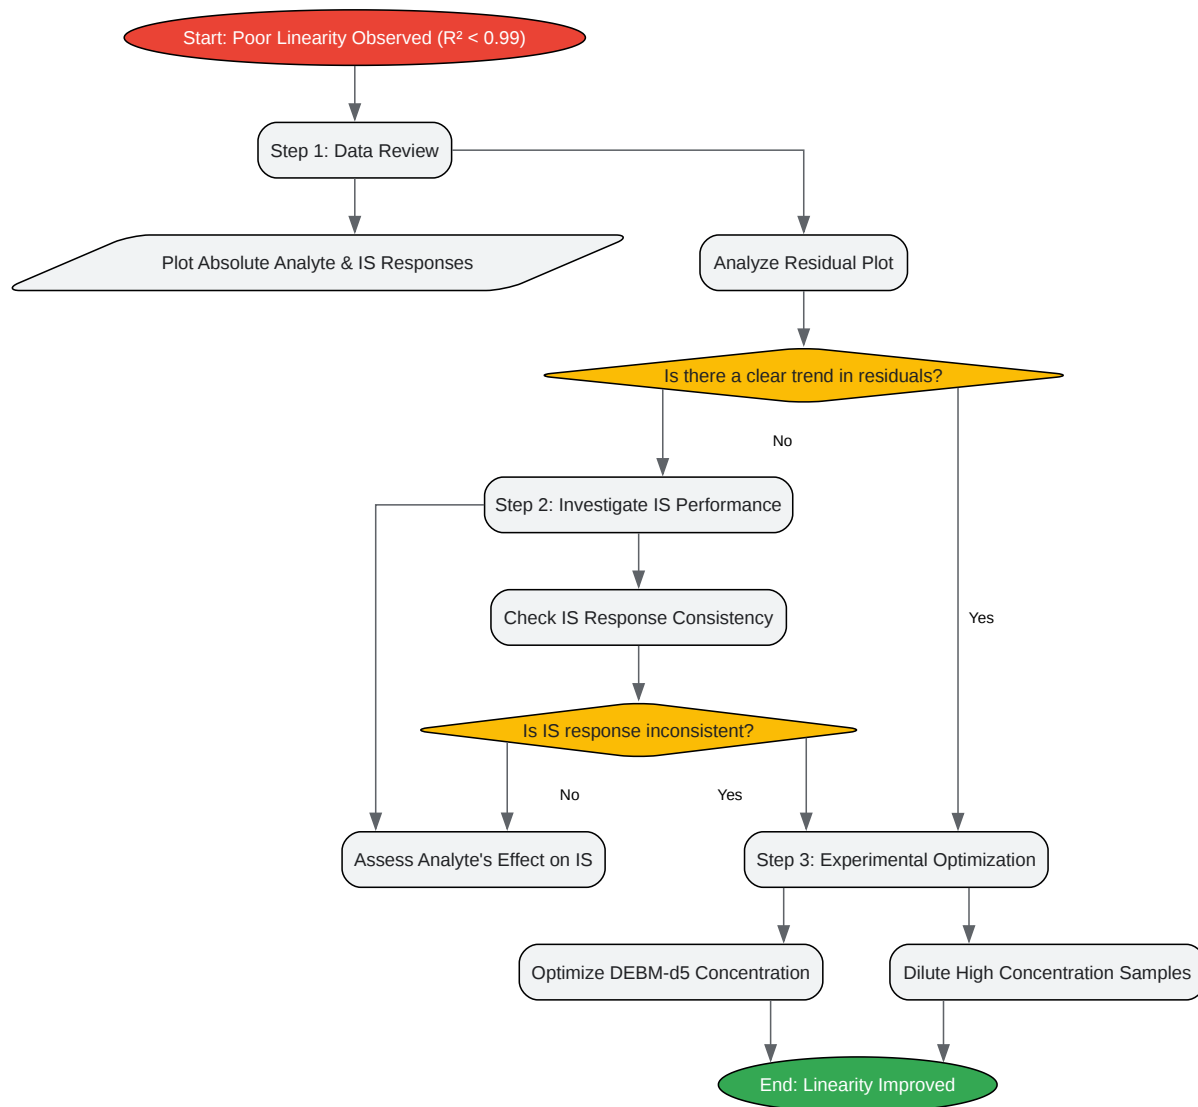 Start: Poor Linearity Observed (R² < 0.99)
Step 1: Data Review
Plot Absolute Analyte & IS Responses
Analyze Residual Plot
Is there a clear trend in residuals?
No
Step 2: Investigate IS Performance
Check IS Response Consistency
Yes
Is IS response inconsistent?
No
Yes
Assess Analyte's Effect on IS
Step 3: Experimental Optimization
Optimize DEBM-d5 Concentration
Dilute High Concentration Samples
End: Linearity Improved